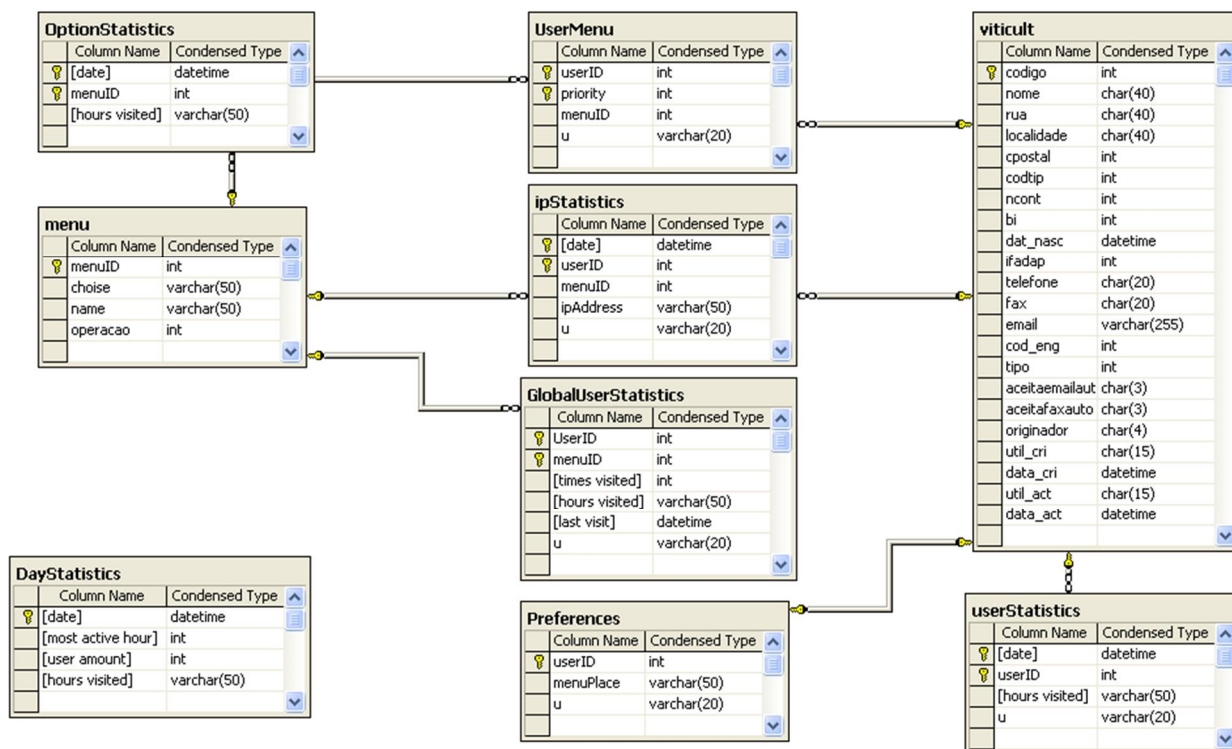 OptionStatistics
Column Name Condensed Type
[date] datetime
menuID int
[hours visited] varchar(50)
menu
Column Name Condensed Type
menuID int
choise varchar(50)
name varchar(50)
operacao int
DayStatistics
Column Name Condensed Type
[date] datetime
[most active hour] int
[user amount] int
[hours visited] varchar(50)
UserMenu
Column Name Condensed Type
userID int
priority int
menuID int
u varchar(20)
ipStatistics
Column Name Condensed Type
[date] datetime
userID int
menuID int
ipAddress varchar(50)
u varchar(20)
GlobalUserStatistics
Column Name Condensed Type
UserID int
menuID int
[times visited] int
[hours visited] varchar(50)
[last visit] datetime
u varchar(20)
Preferences
Column Name Condensed Type
userID int
menuPlace varchar(50)
u varchar(20)
viticult
Column Name Condensed Type
codigo int
nome char(40)
rua char(40)
localidade char(40)
cpostal int
codtip int
ncont int
bi int
dat_nasc datetime
ifadap int
telefone char(20)
fax char(20)
email varchar(255)
cod_eng int
tipo int
aceitaemailaut char(3)
aceitafaxauto char(3)
originador char(4)
util_cri char(15)
data_cri datetime
util_act char(15)
data_act datetime
userStatistics
Column Name Condensed Type
[date] datetime
userID int
[hours visited] varchar(50)
u varchar(20)